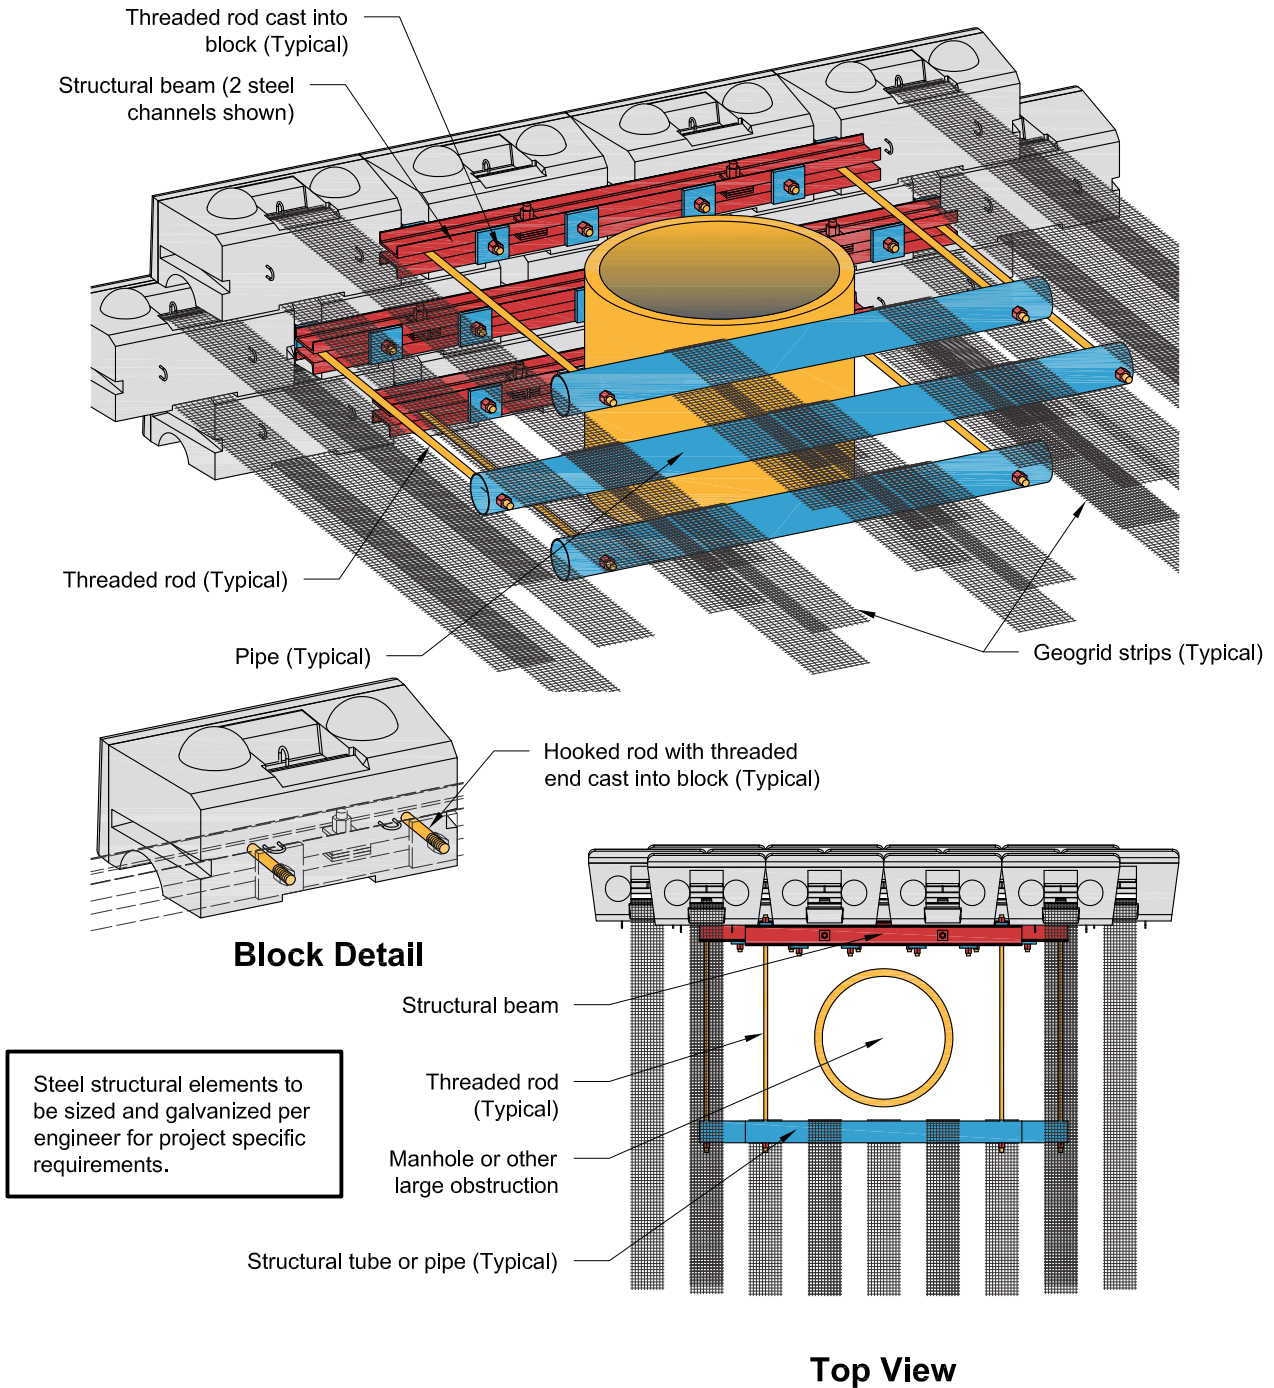 Threaded rod cast into
block (Typical)
Structural beam (2 steel
channels shown)
Threaded rod (Typical)
Pipe (Typical)
Geogrid strips (Typical)
Hooked rod with threaded
end cast into block (Typical)
Block Detail
Structural beam
Threaded rod
(Typical)
Manhole or other
large obstruction
Structural tube or pipe (Typical)
Steel structural elements to
be sized and galvanized per
engineer for project specific
requirements.
Top View